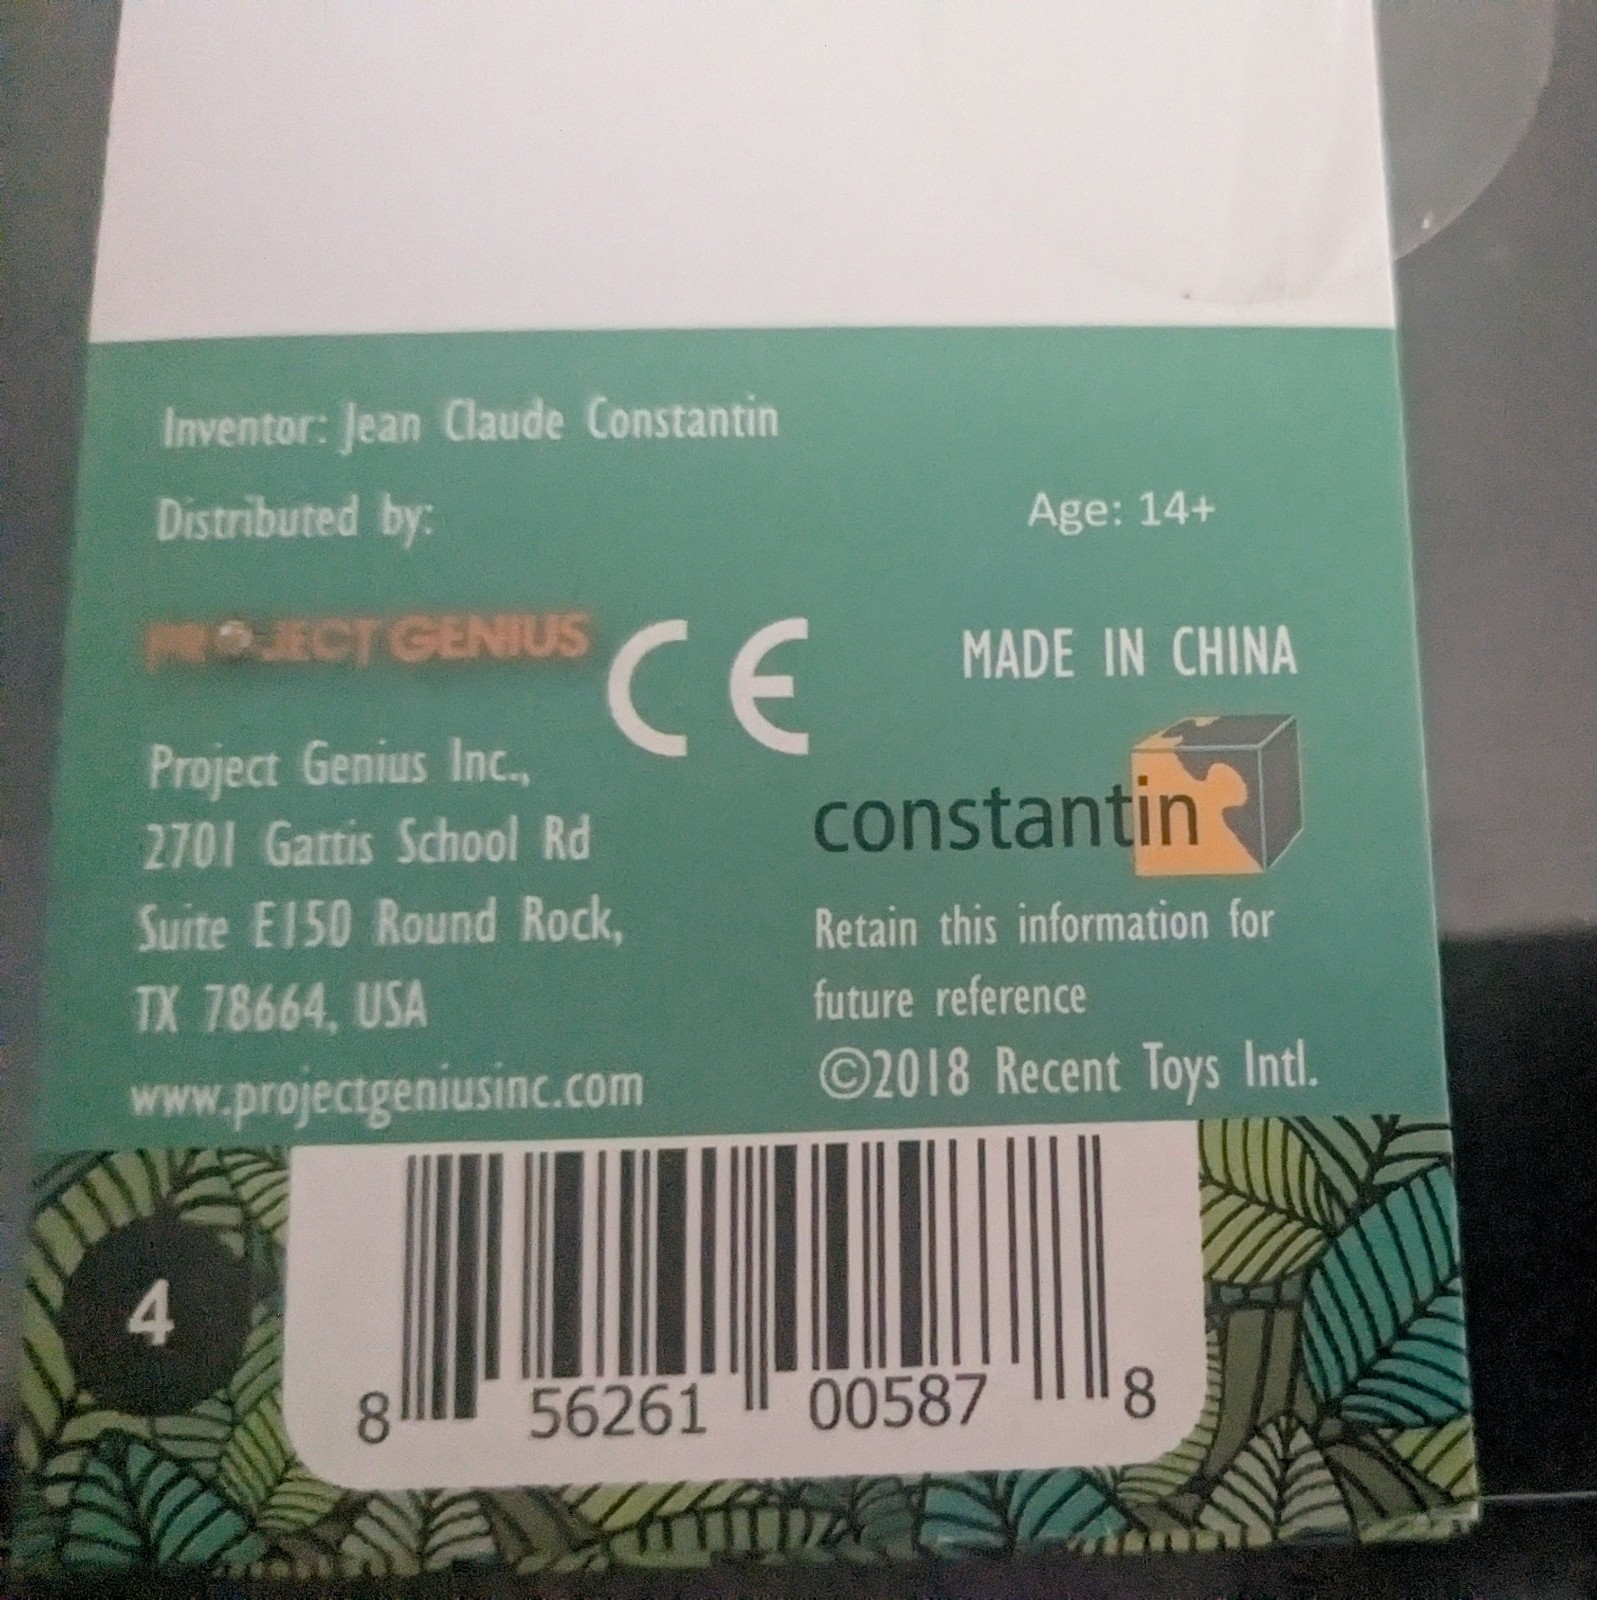 Inventor: Jean Claude Constantin
Distributed by:
Age: 14+
PROJECT GENIUS
CE
MADE IN CHINA
Project Genius Inc.,
2701 Gattis School Rd
Suite E150 Round Rock,
TX 78664, USA
www.projectgeniusinc.com
constantin
Retain this information for
future reference
©2018 Recent Toys Intl.
4
8 56261 00587 8